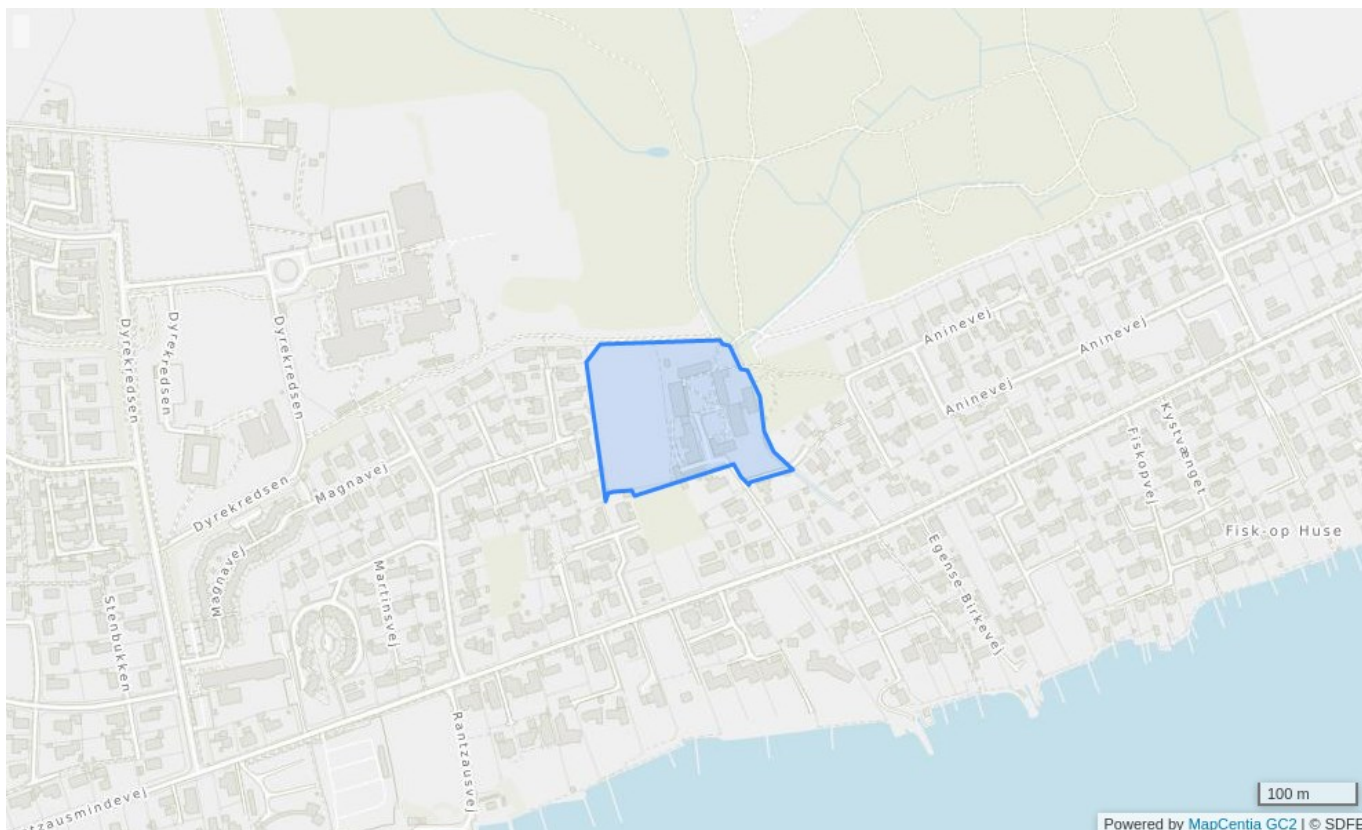 Dyrekredsen
Dyrekredsen
Dyrekredsen
Dyrekredsen
Magnavej
Magnavej
Martinsvej
Stenbukken
Rantzausvej
tzausmindevej
Aninevej
Aninevej
Aninevej
Kystvænget
Fiskopvej
Fisk-op Huse
Egense Birkevej
100 m
Powered by MapCentia GC2 | © SDFE